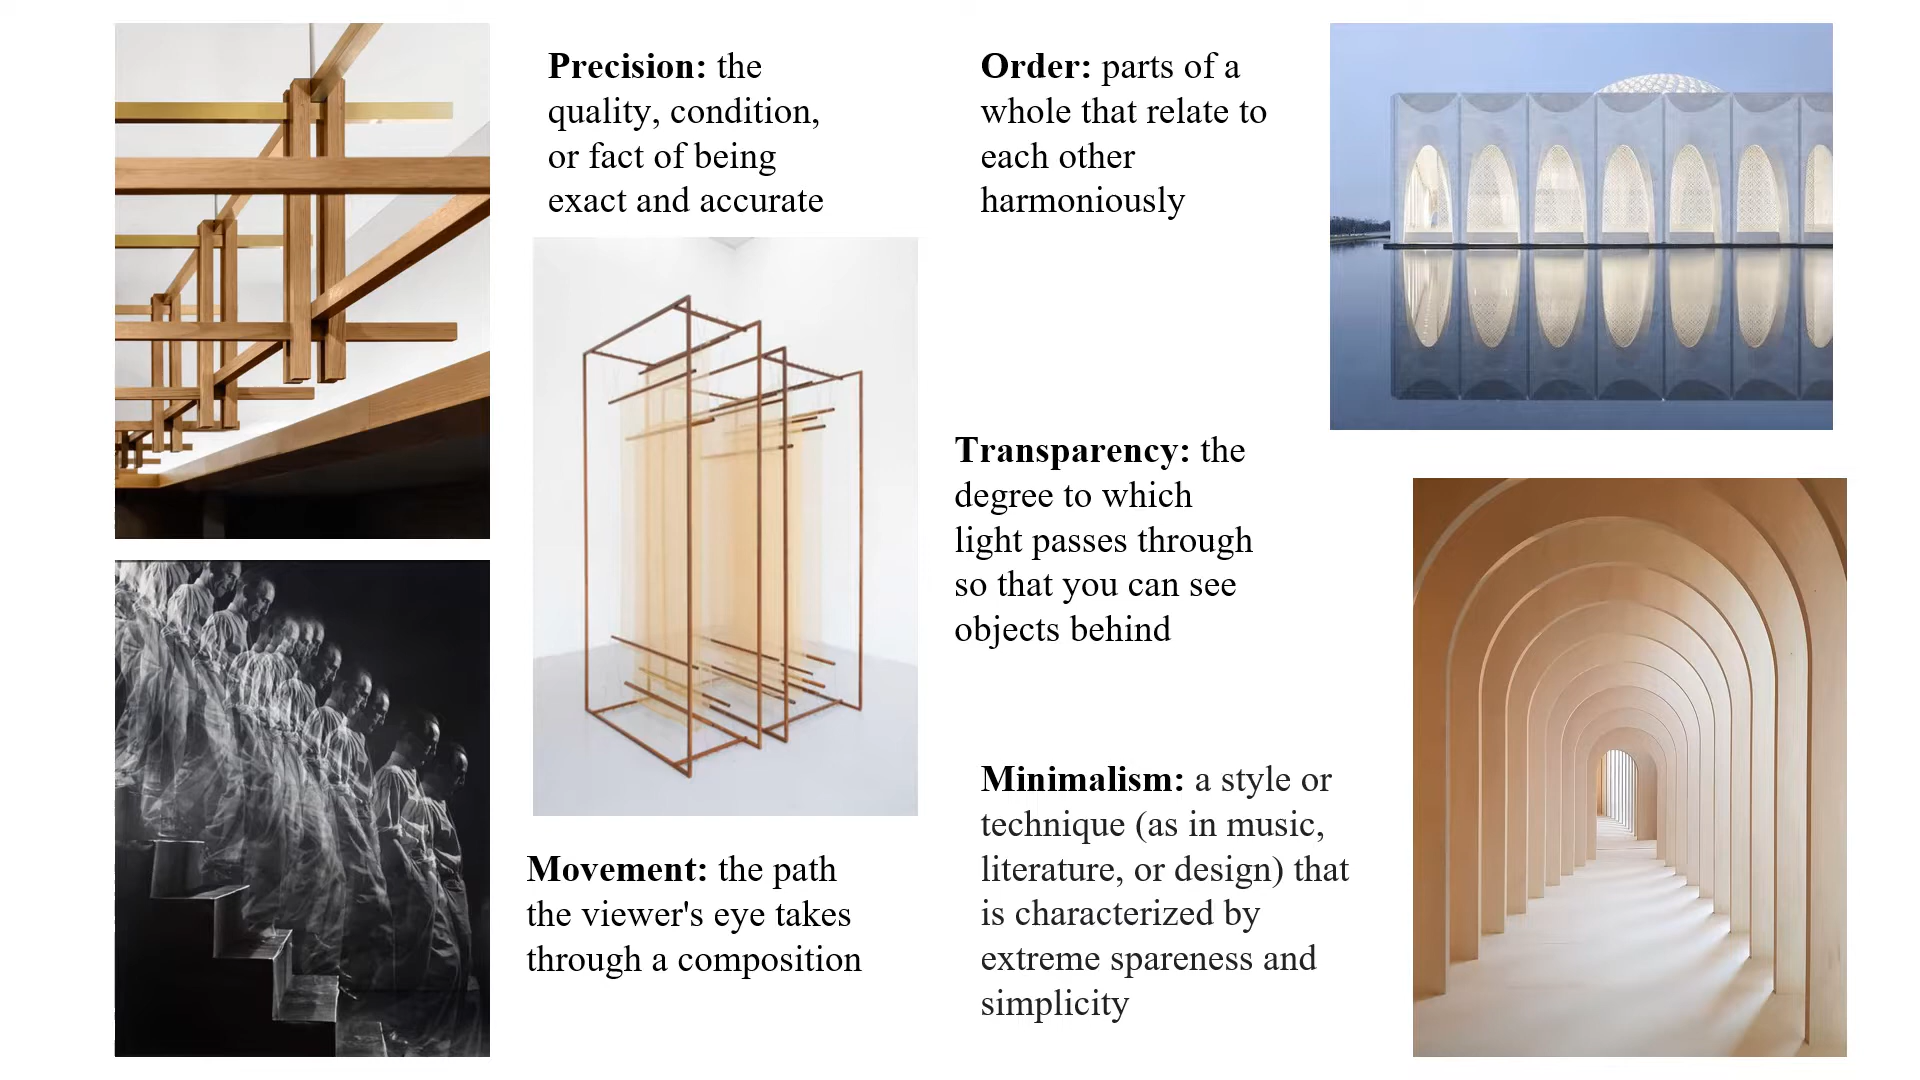 Precision: the
quality, condition,
or fact of being
exact and accurate
Order: parts of a
whole that relate to
each other
harmoniously
Transparency: the
degree to which
light passes through
so that you can see
objects behind
Movement: the path
the viewer's eye takes
through a composition
Minimalism: a style or
technique (as in music,
literature, or design) that
is characterized by
extreme spareness and
simplicity